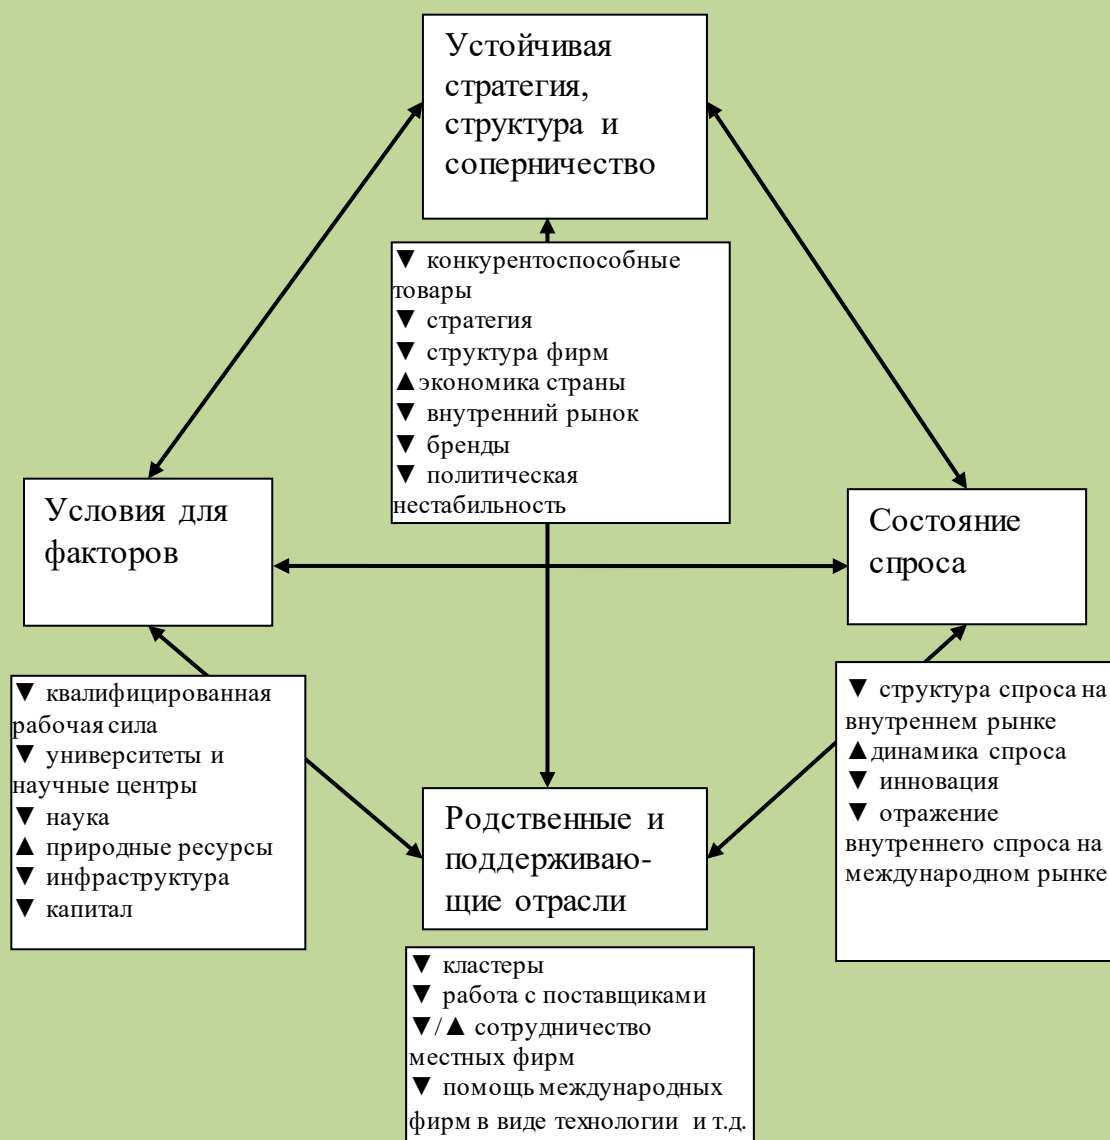 Устойчивая
стратегия,
структура и
соперничество
▼ конкурентоспособные
товары
▼ стратегия
▼ структура фирм
▲экономика страны
▼ внутренний рынок
▼ бренды
▼ политическая
нестабильность
Условия для
факторов
Состояние
спроса
▼ квалифицированная
рабочая сила
▼ университеты и
научные центры
▼ наука
▲ природные ресурсы
▼ инфраструктура
▼ капитал
▼ структура спроса на
внутреннем рынке
▲динамика спроса
▼ инновация
▼ отражение
внутреннего спроса на
международном рынке
Родственные и
поддерживаю-
щие отрасли
▼ кластеры
▼ работа с поставщиками
▼/▲ сотрудничество
местных фирм
▼ помощь международных
фирм в виде технологии и т.д.